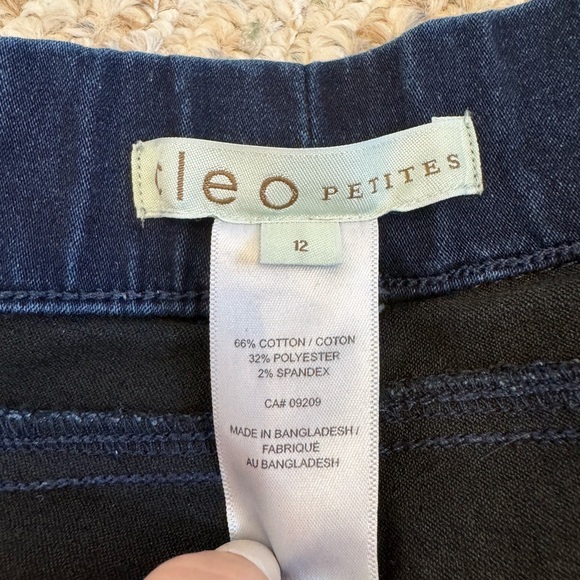 cleo PETITES
12
66% COTTON / COTON
32% POLYESTER
2% SPANDEX
CA# 09209
MADE IN BANGLADESH /
FABRIQUÉ
AU BANGLADESH